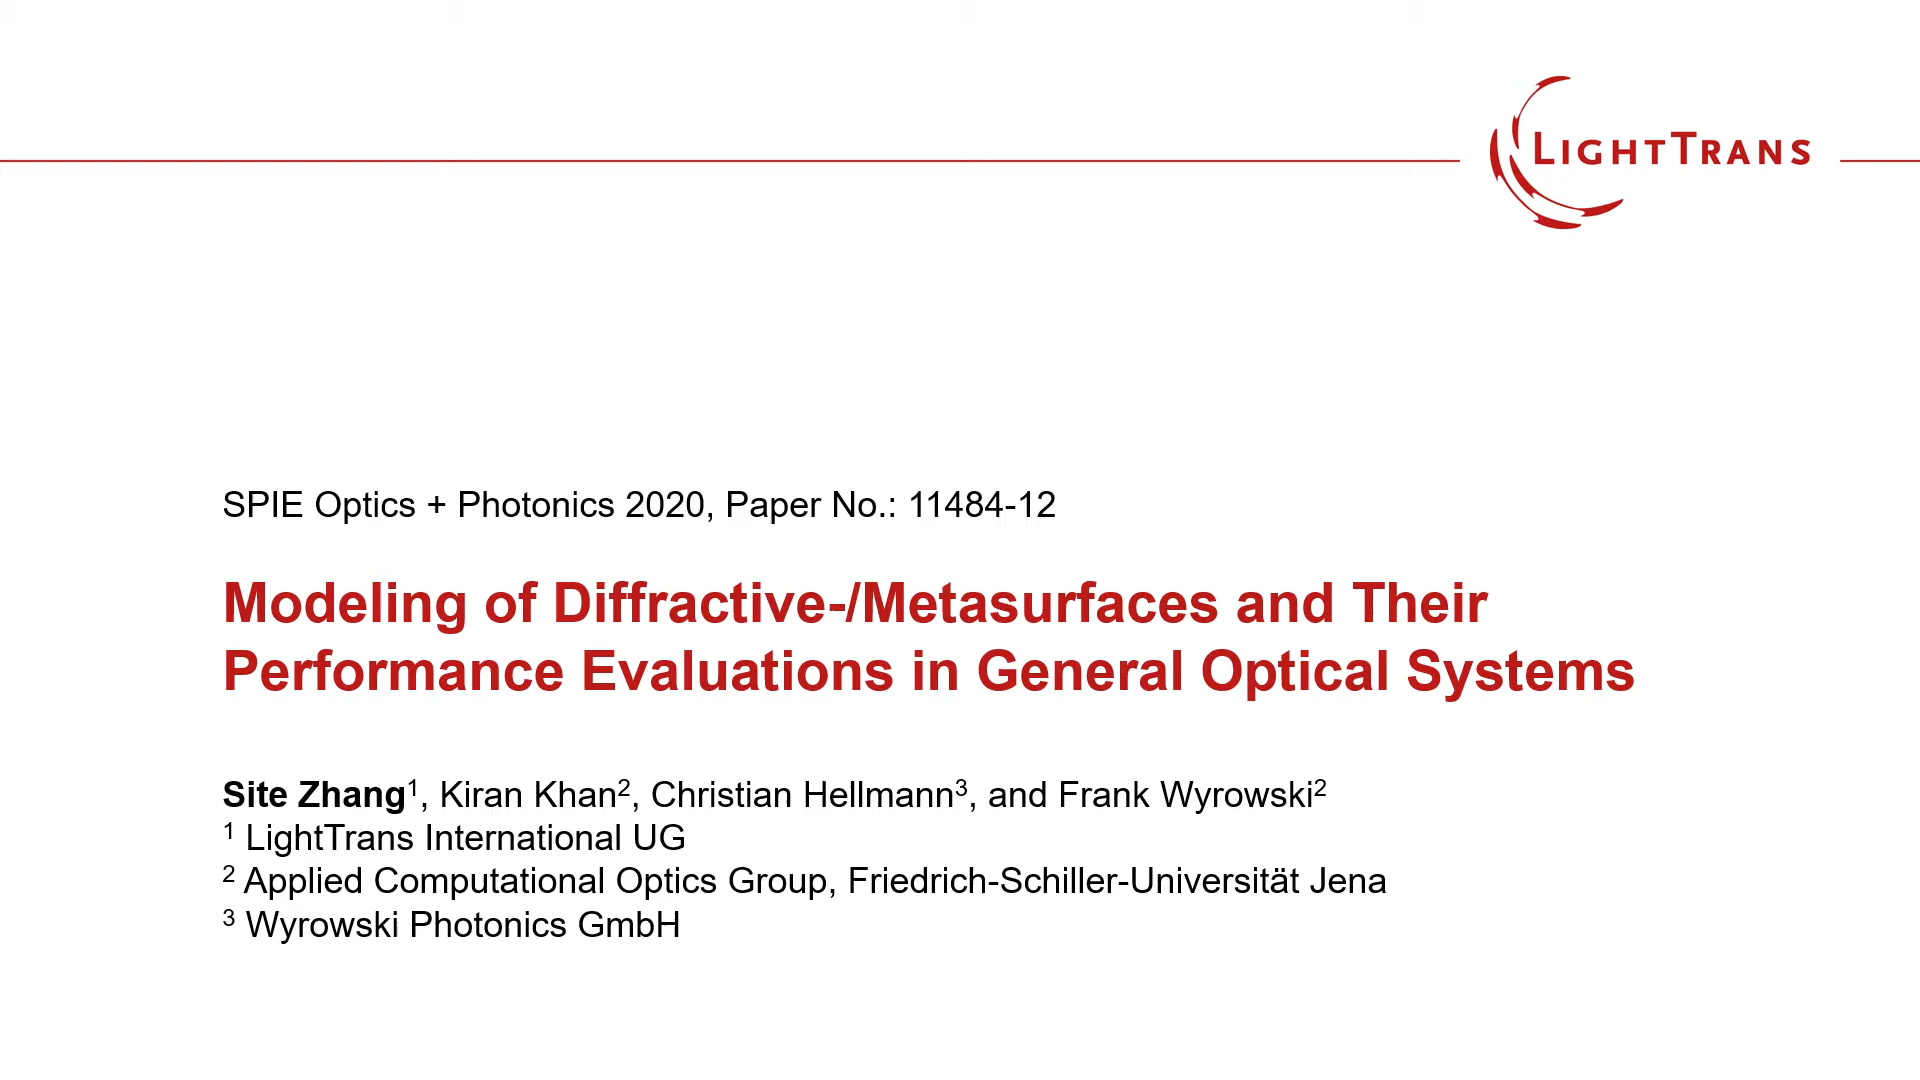 LIGHTTRANS
SPIE Optics + Photonics 2020, Paper No.: 11484-12
Modeling of Diffractive-/Metasurfaces and Their
Performance Evaluations in General Optical Systems
Site Zhang¹, Kiran Khan², Christian Hellmann³, and Frank Wyrowski²
¹ LightTrans International UG
² Applied Computational Optics Group, Friedrich-Schiller-Universität Jena
³ Wyrowski Photonics GmbH